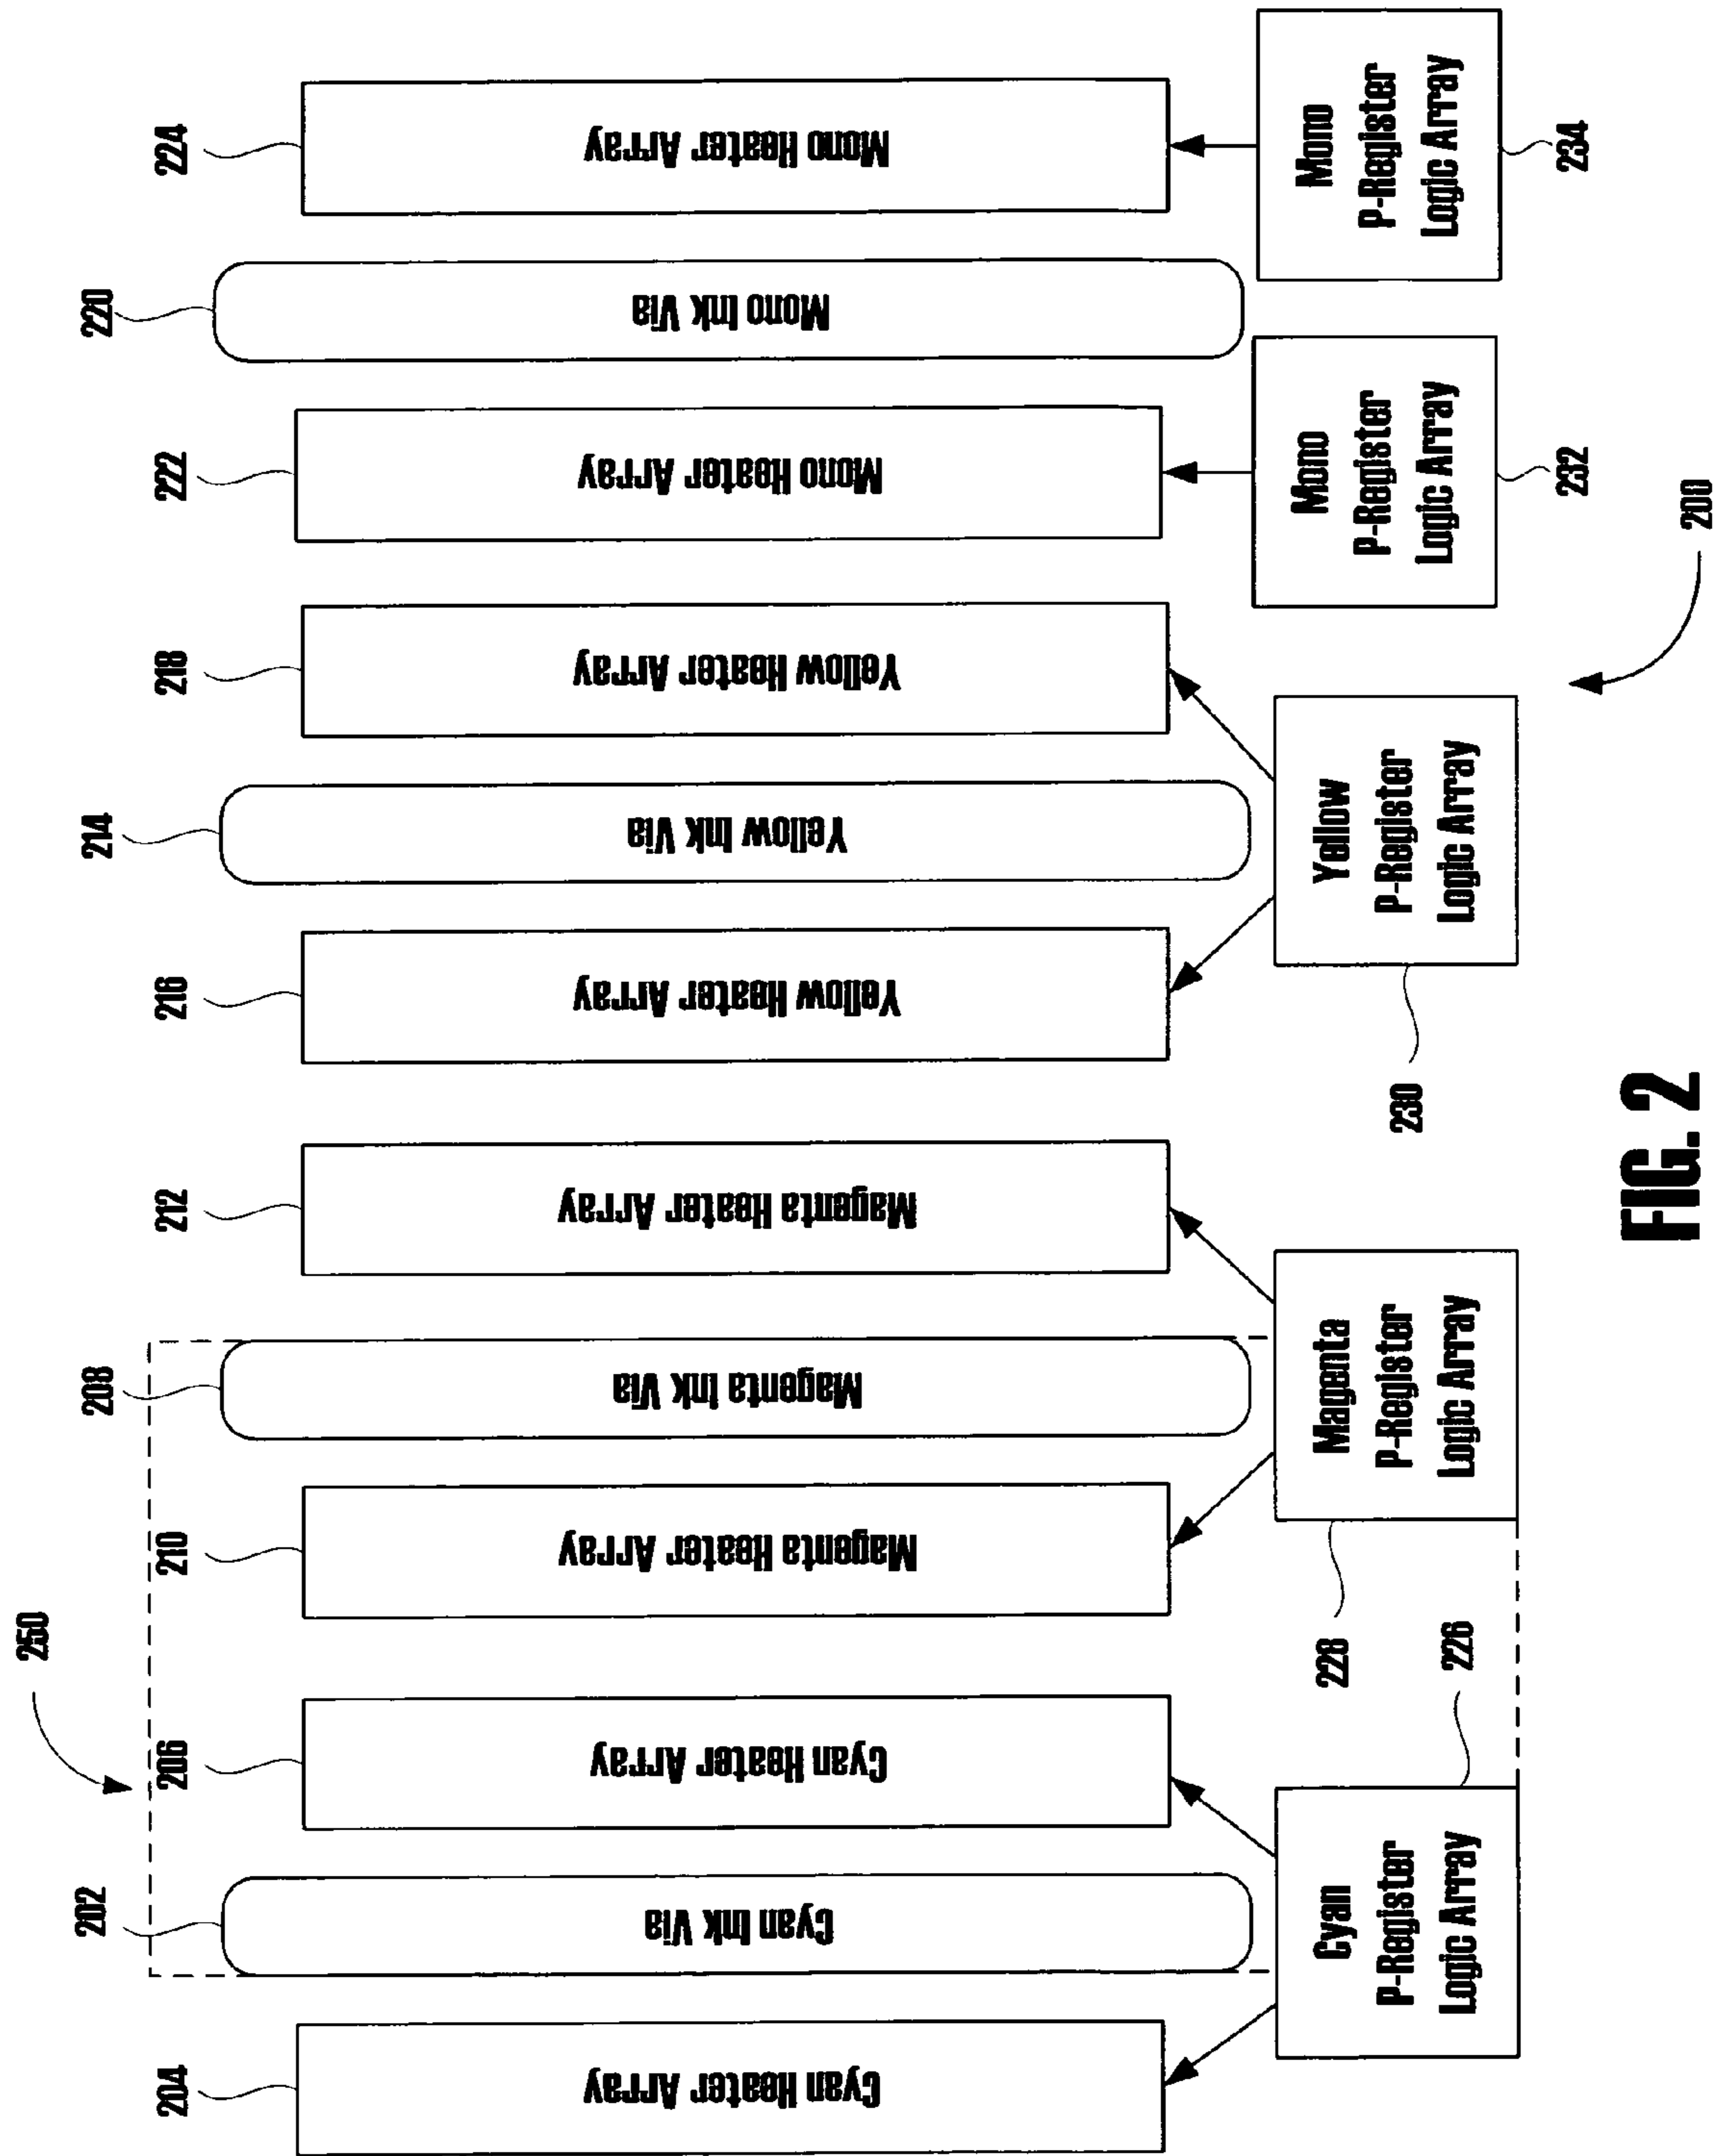 250
204
202
206
210
208
212
216
214
218
222
220
224
Cyan Heater Array
Cyan Ink Via
Cyan Heater Array
Magenta Heater Array
Magenta Ink Via
Magenta Heater Array
Yellow Heater Array
Yellow Ink Via
Yellow Heater Array
Mono Heater Array
Mono Ink Via
Mono Heater Array
Cyan
P-Register
Logic Array
226
228
Magenta
P-Register
Logic Array
230
Yellow
P-Register
Logic Array
Mono
P-Register
Logic Array
232
Mono
P-Register
Logic Array
234
200
FIG. 2